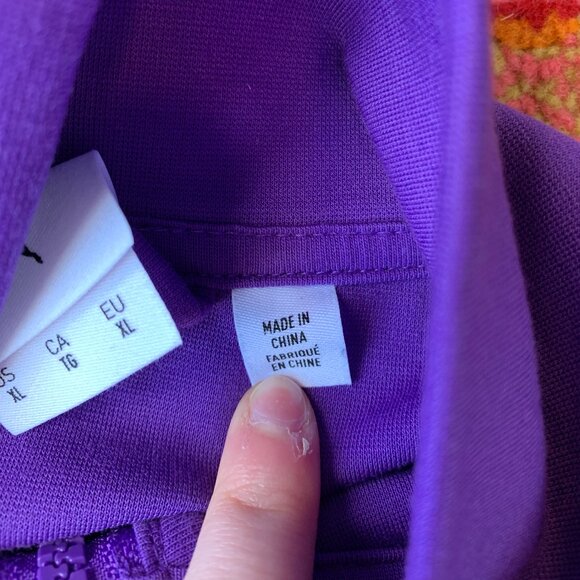 US CA EU
XL TG XL
MADE IN
CHINA
FABRIQUÉ
EN CHINE